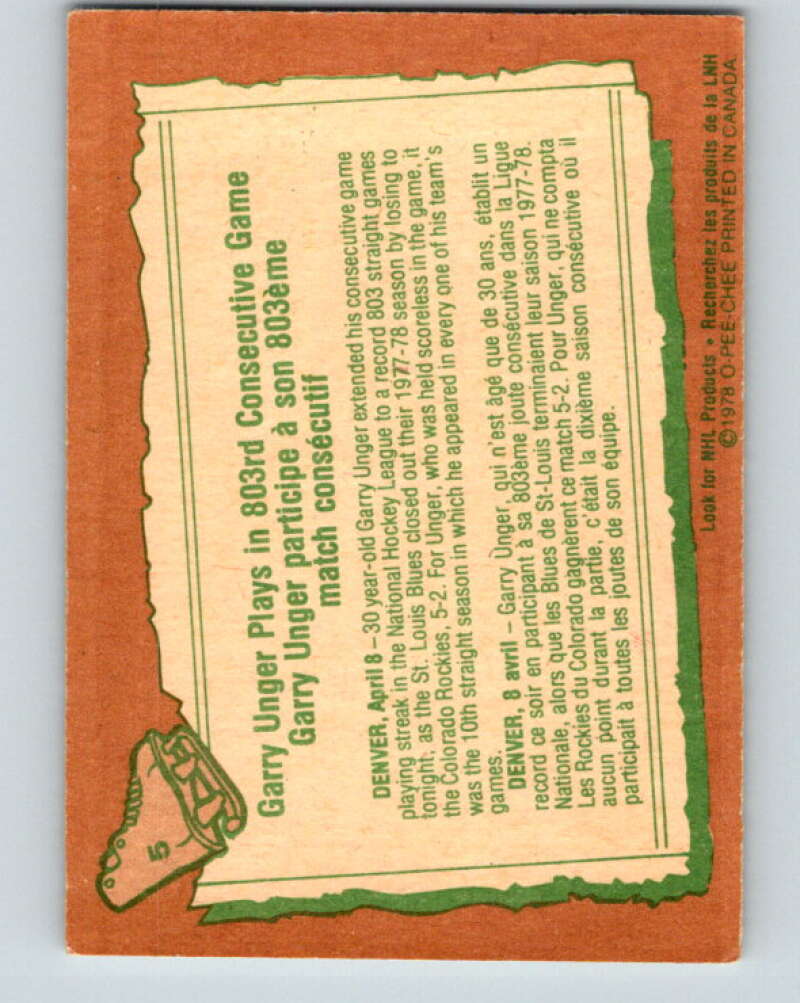 5
Garry Unger Plays in 803rd Consecutive Game
Garry Unger participe à son 803ème
match consécutif
DENVER, April 8 – 30 year-old Garry Unger extended his consecutive game
playing streak in the National Hockey League to a record 803 straight games
tonight, as the St. Louis Blues closed out their 1977-78 season by losing to
the Colorado Rockies, 5-2. For Unger, who was held scoreless in the game, it
was the 10th straight season in which he appeared in every one of his team's
games.
DENVER, 8 avril – Garry Unger, qui n'est âgé que de 30 ans, établit un
record ce soir en participant à sa 803ème joute consécutive dans la Ligue
Nationale, alors que les Blues de St-Louis terminaient leur saison 1977-78.
Les Rockies du Colorado gagnèrent ce match 5-2. Pour Unger, qui ne compta
aucun point durant la partie, c'était la dixième saison consécutive où il
participait à toutes les joutes de son équipe.
Look for NHL Products • Recherchez les produits de la LNH
©1978 O-PEE-CHEE PRINTED IN CANADA